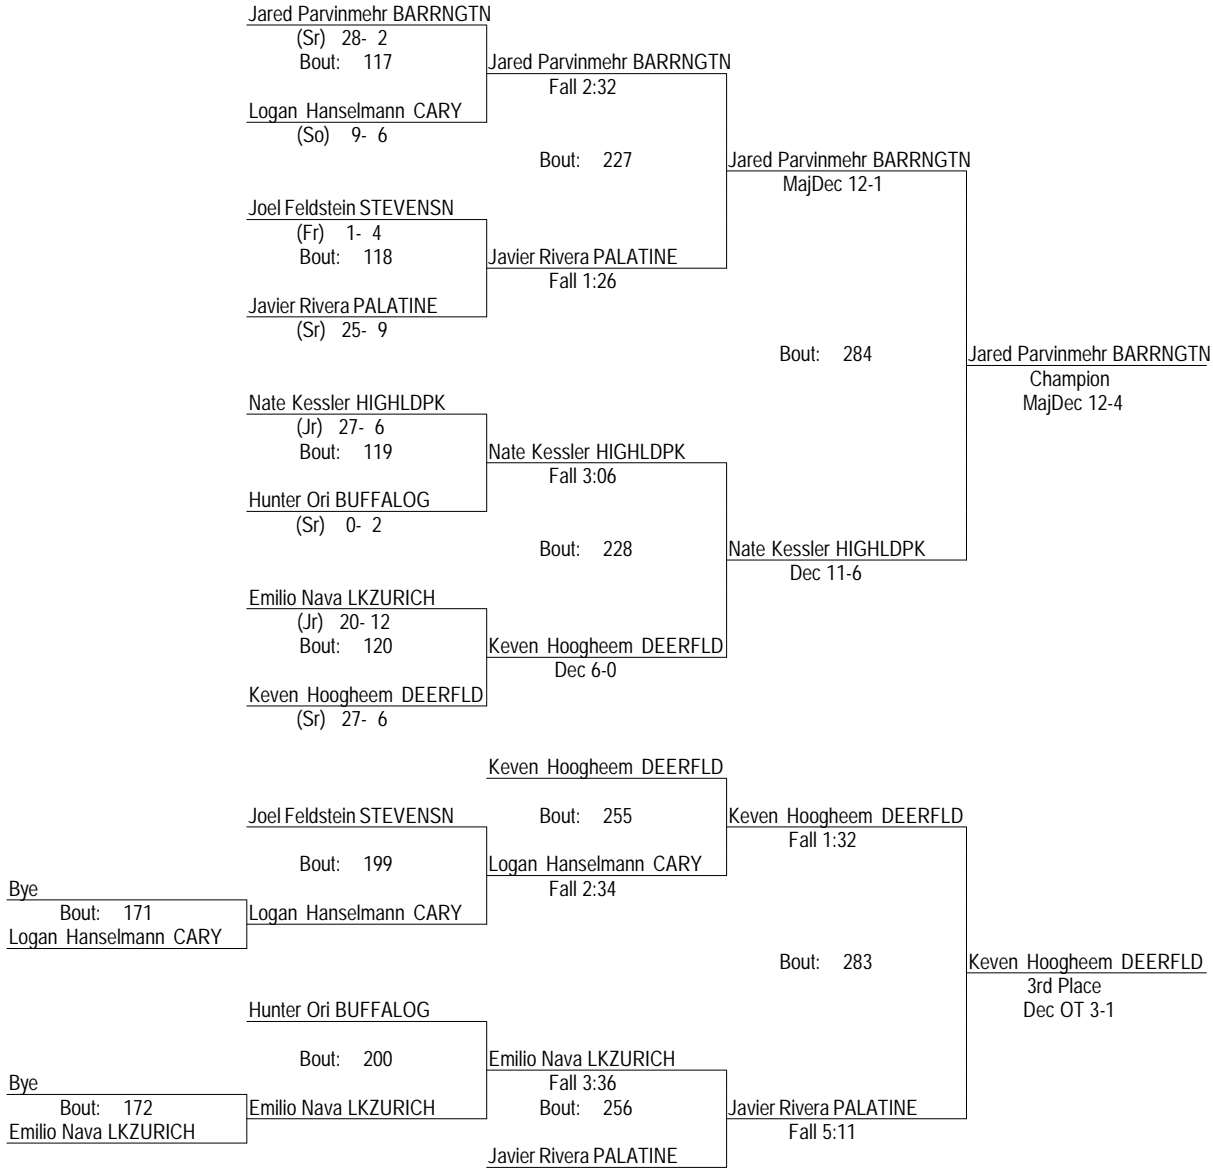 Jared Parvinmehr BARRNGTN
(Sr) 28- 2
Bout: 117
Jared Parvinmehr BARRNGTN
Fall 2:32
Logan Hanselmann CARY
(So) 9- 6
Bout: 227
Jared Parvinmehr BARRNGTN
MajDec 12-1
Joel Feldstein STEVENSN
(Fr) 1- 4
Bout: 118
Javier Rivera PALATINE
Fall 1:26
Javier Rivera PALATINE
(Sr) 25- 9
Bout: 284
Jared Parvinmehr BARRNGTN
Champion
MajDec 12-4
Nate Kessler HIGHLDPK
(Jr) 27- 6
Bout: 119
Nate Kessler HIGHLDPK
Fall 3:06
Hunter Ori BUFFALOG
(Sr) 0- 2
Bout: 228
Nate Kessler HIGHLDPK
Dec 11-6
Emilio Nava LKZURICH
(Jr) 20- 12
Bout: 120
Keven Hoogheem DEERFLD
Dec 6-0
Keven Hoogheem DEERFLD
(Sr) 27- 6
Keven Hoogheem DEERFLD
Joel Feldstein STEVENSN
Bout: 255
Keven Hoogheem DEERFLD
Fall 1:32
Bout: 199
Logan Hanselmann CARY
Fall 2:34
Bye
Bout: 171
Logan Hanselmann CARY
Logan Hanselmann CARY
Bout: 283
Keven Hoogheem DEERFLD
3rd Place
Dec OT 3-1
Hunter Ori BUFFALOG
Bout: 200
Emilio Nava LKZURICH
Fall 3:36
Bye
Bout: 172
Emilio Nava LKZURICH
Emilio Nava LKZURICH
Bout: 256
Javier Rivera PALATINE
Fall 5:11
Javier Rivera PALATINE